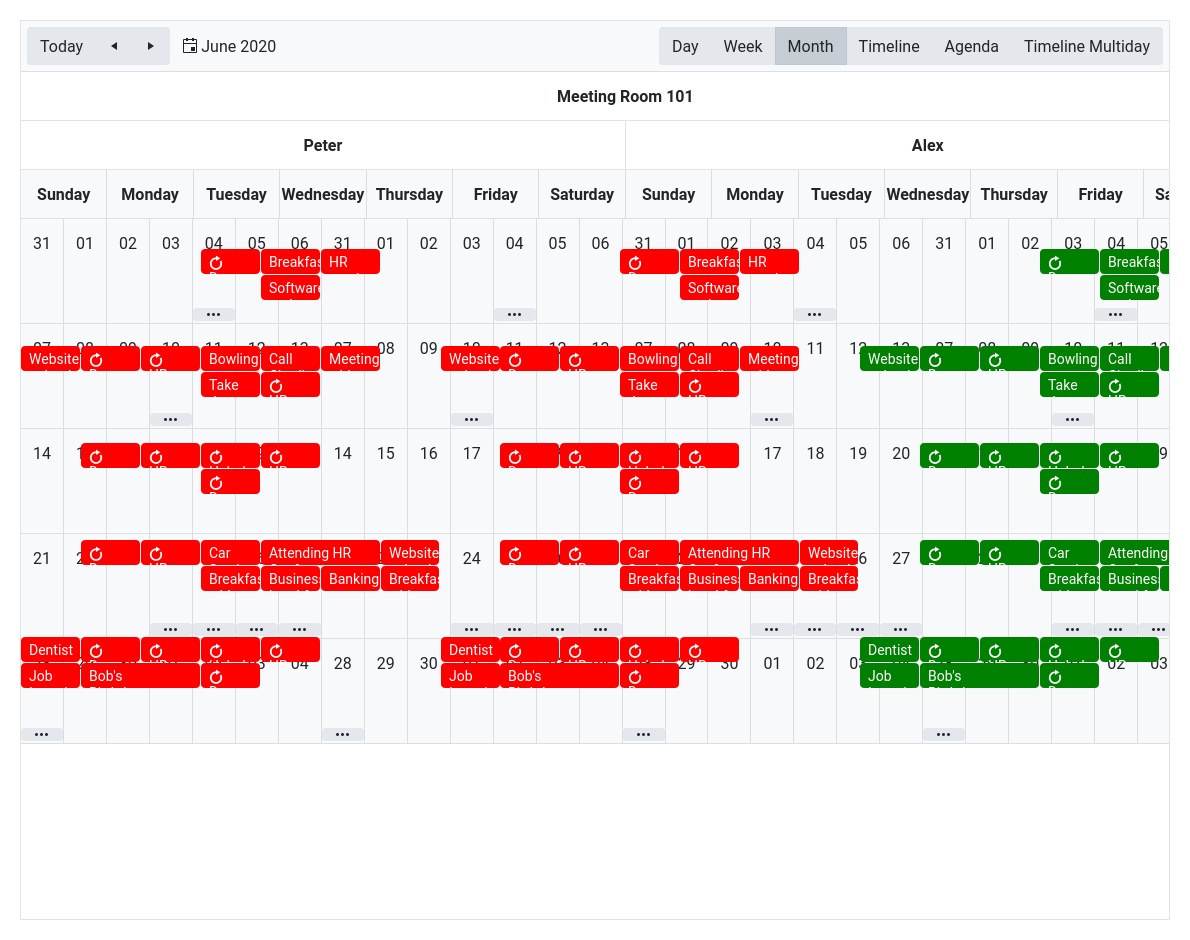 Today June 2020 Day Week Month Timeline Agenda Timeline Multiday
Meeting Room 101
Peter Alex
Sunday Monday Tuesday Wednesday Thursday Friday Saturday Sunday Monday Tuesday Wednesday Thursday Friday Sa
31 01 02 03 04 05 06 31 01 02 03 04 05 06 31 01 02 03 04 05 06 31 01 02 03 04 05
Breakfas HR Breakfas HR Breakfas
Software Software Software
... ... ... ...
08 09 11
Website Bowling Call Meeting Website Bowling Call Meeting Website Bowling Call
Take Take Take
... ... ... ...
14 14 15 16 17 17 18 19 20
21 24 27
Car Attending HR Website Car Attending HR Website Car Attending
Breakfas Business Banking Breakfas Breakfas Business Banking Breakfas Breakfas Business
... ... ... ... ... ... ... ... ... ... ... ... ... ... ...
Dentist Dentist Dentist
04 28 29 30 29 30 01 02 02 03
Job Bob's Job Bob's Job Bob's
... ... ... ...